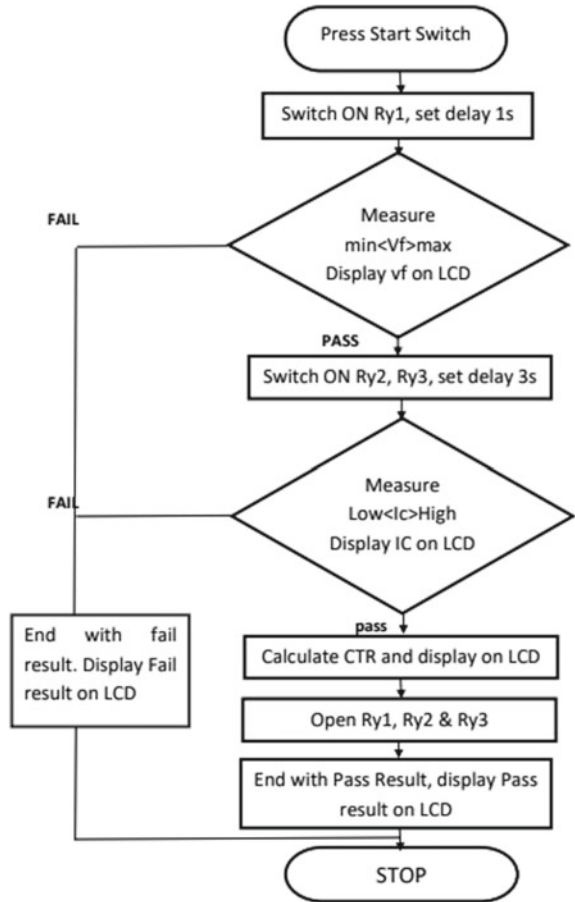 Press Start Switch
Switch ON Ry1, set delay 1s
FAIL
Measure
min<Vf>max
Display vf on LCD
PASS
Switch ON Ry2, Ry3, set delay 3s
FAIL
Measure
Low<Ic>High
Display IC on LCD
pass
End with fail
result. Display Fail
result on LCD
Calculate CTR and display on LCD
Open Ry1, Ry2 & Ry3
End with Pass Result, display Pass
result on LCD
STOP